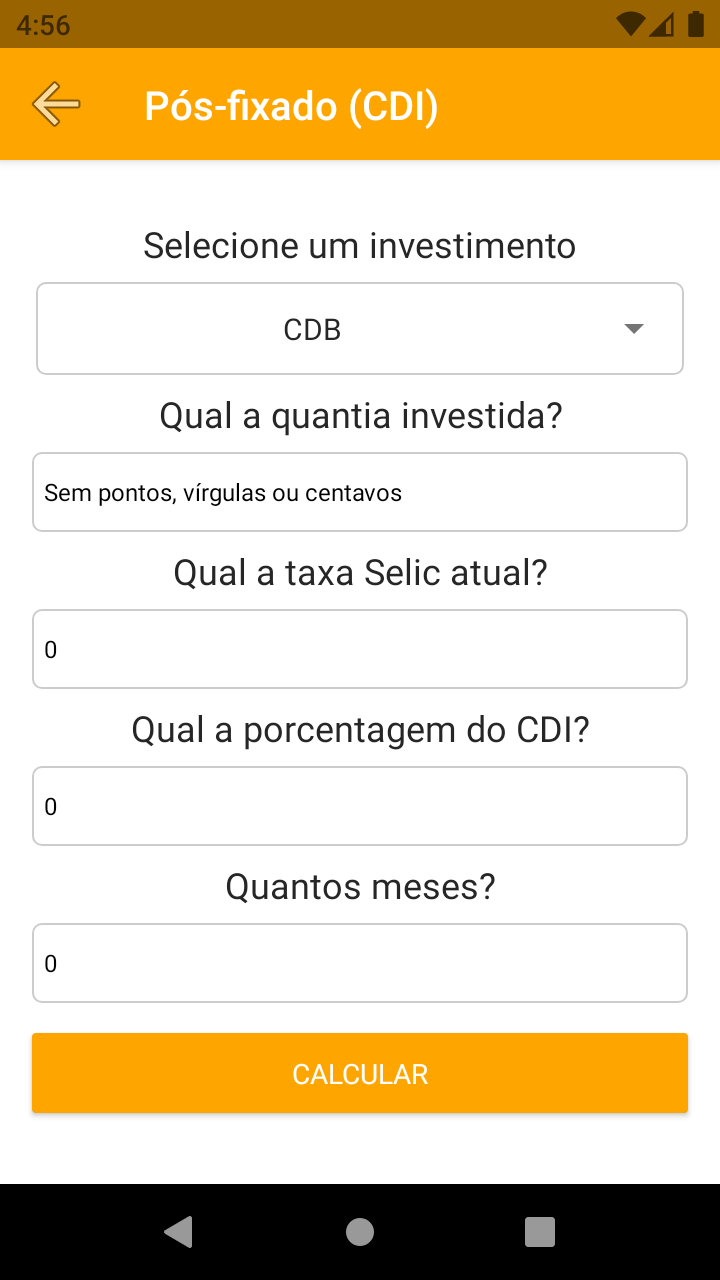 4:56
Pós-fixado (CDI)
Selecione um investimento
CDB
Qual a quantia investida?
Sem pontos, vírgulas ou centavos
Qual a taxa Selic atual?
0
Qual a porcentagem do CDI?
0
Quantos meses?
0
CALCULAR